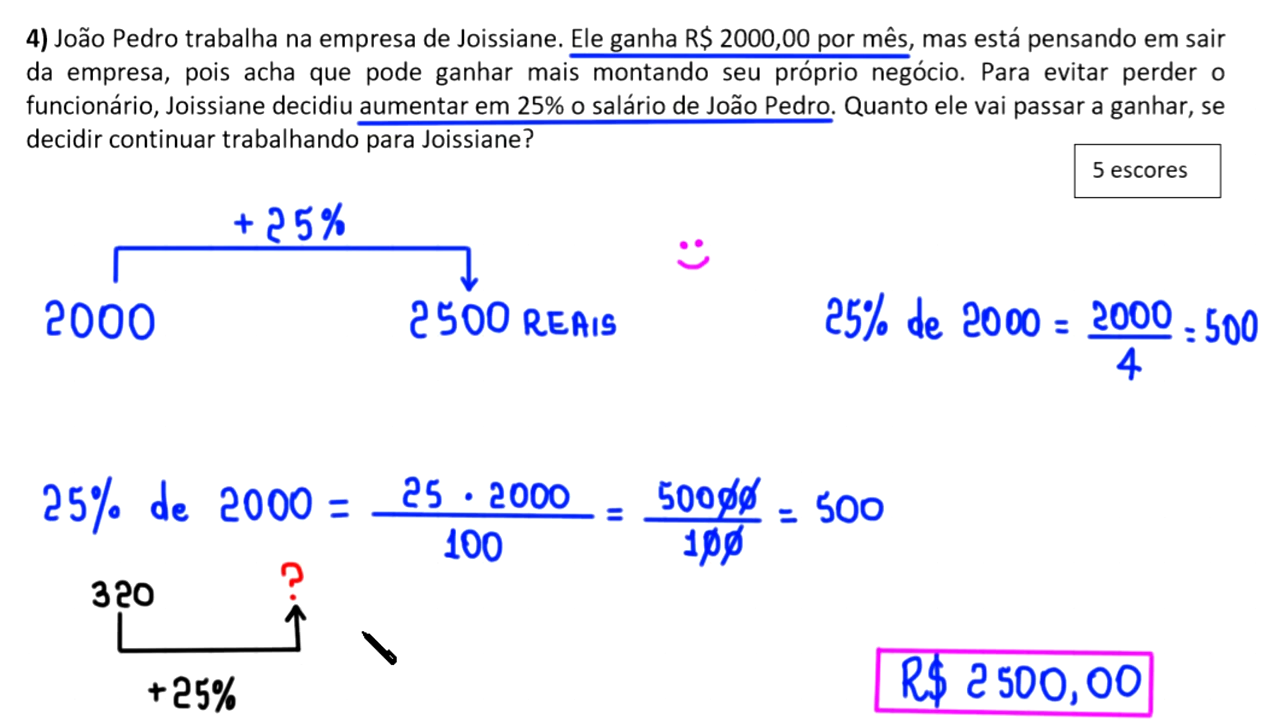 4) João Pedro trabalha na empresa de Joissiane. Ele ganha R$ 2000,00 por mês, mas está pensando em sair
da empresa, pois acha que pode ganhar mais montando seu próprio negócio. Para evitar perder o
funcionário, Joissiane decidiu aumentar em 25% o salário de João Pedro. Quanto ele vai passar a ganhar, se
decidir continuar trabalhando para Joissiane?
5 escores
+ 25%
2000 2500 REAIS
25% de 2000 = 2000/4 = 500
25% de 2000 = 25 · 2000/100 = 50000/100 = 500
320 ?
+25%
R$ 2500,00